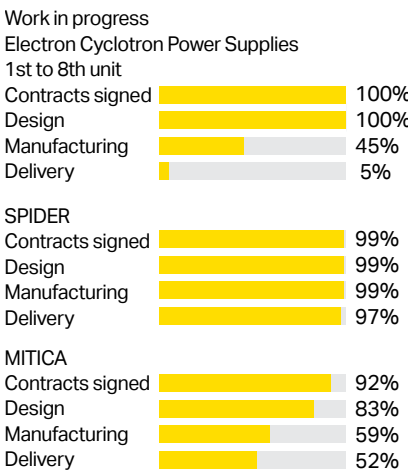 Work in progress
Electron Cyclotron Power Supplies
1st to 8th unit
Contracts signed 100%
Design 100%
Manufacturing 45%
Delivery 5%
SPIDER
Contracts signed 99%
Design 99%
Manufacturing 99%
Delivery 97%
MITICA
Contracts signed 92%
Design 83%
Manufacturing 59%
Delivery 52%